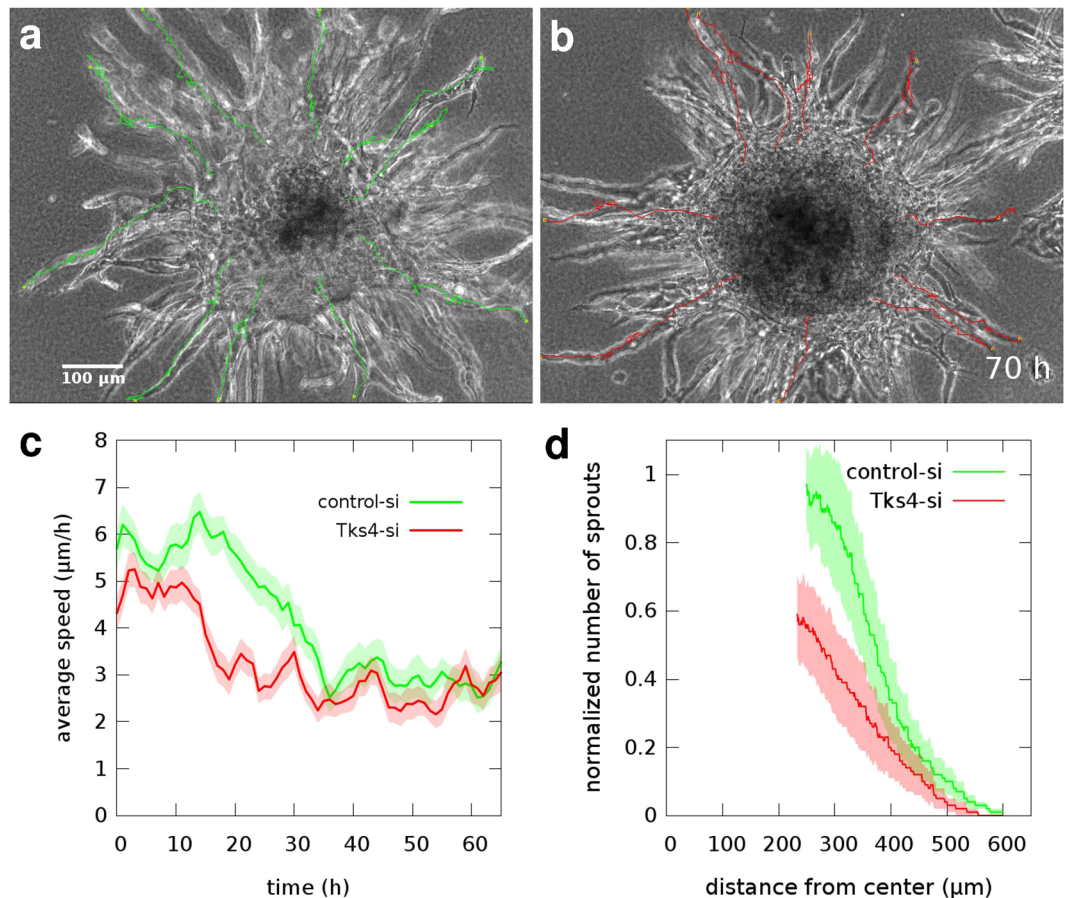 a
b
100 µm
70 h
c
8
7
6
5
4
3
2
1
0
average speed (µm/h)
control-si
Tks4-si
0 10 20 30 40 50 60
time (h)
d
1
0.8
0.6
0.4
0.2
0
normalized number of sprouts
control-si
Tks4-si
0 100 200 300 400 500 600
distance from center (µm)